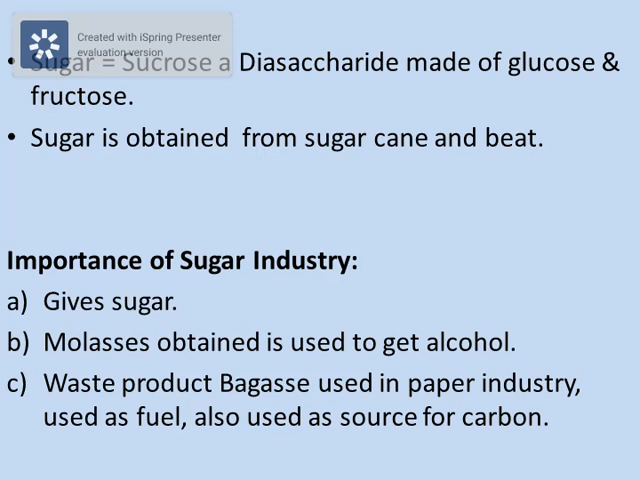 Created with iSpring Presenter
evaluation version
• Sugar = Sucrose a Diasaccharide made of glucose &
fructose.
• Sugar is obtained from sugar cane and beat.
Importance of Sugar Industry:
a) Gives sugar.
b) Molasses obtained is used to get alcohol.
c) Waste product Bagasse used in paper industry,
used as fuel, also used as source for carbon.